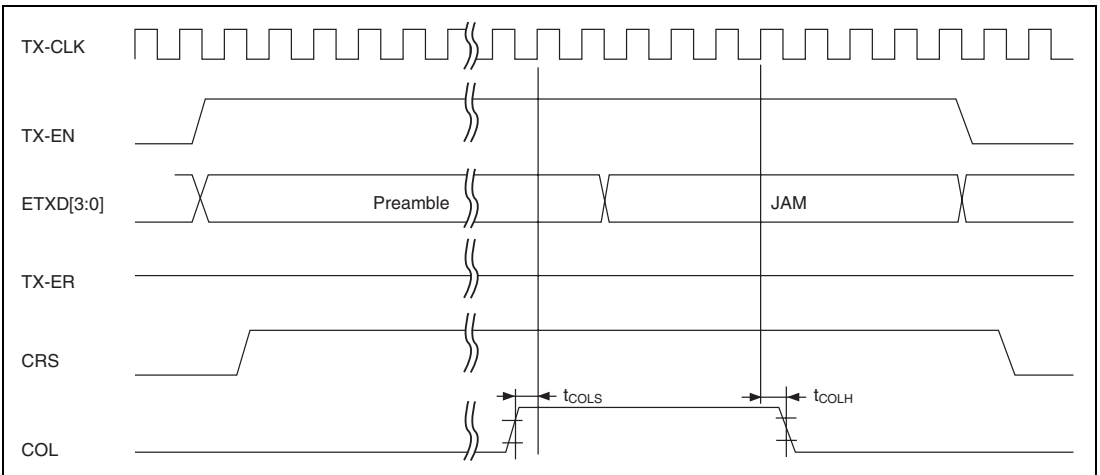 TX-CLK
TX-EN
ETXD[3:0]
Preamble
JAM
TX-ER
CRS
tCOLS
tCOLH
COL